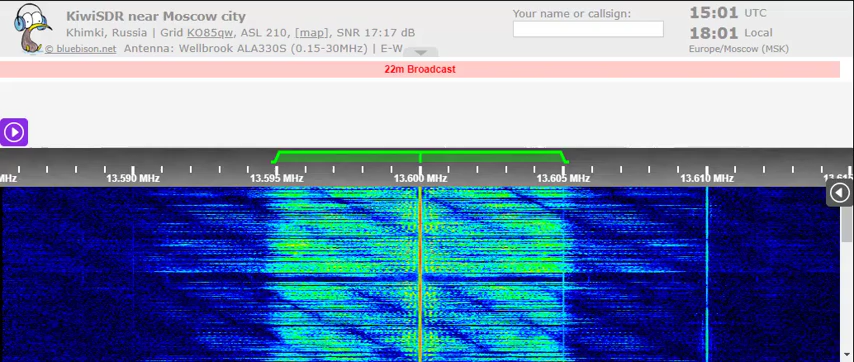 KiwiSDR near Moscow city
Khimki, Russia | Grid KO85qw, ASL 210, [map], SNR 17:17 dB
© bluebison.net Antenna: Wellbrook ALA330S (0.15-30MHz) | E-W
Your name or callsign:
15:01 UTC
18:01 Local
Europe/Moscow (MSK)
22m Broadcast
MHz 13.590 MHz 13.595 MHz 13.600 MHz 13.605 MHz 13.610 MHz 13.615